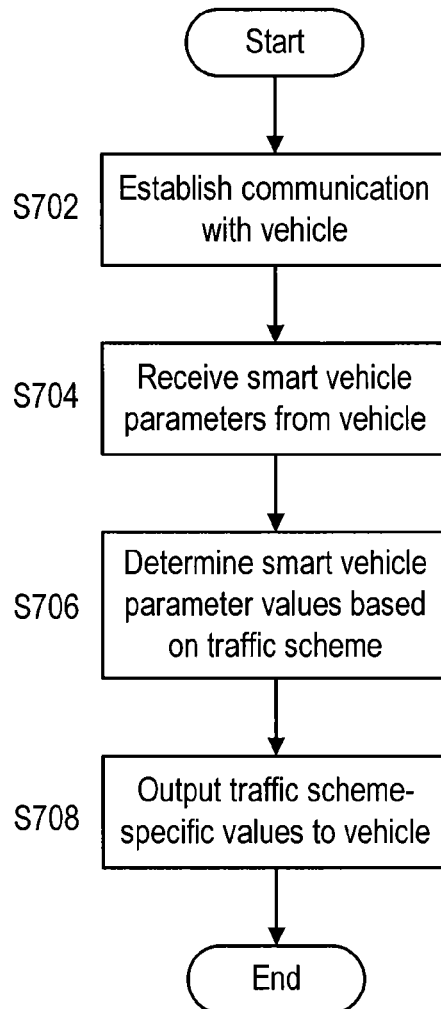 Start
S702
Establish communication
with vehicle
S704
Receive smart vehicle
parameters from vehicle
S706
Determine smart vehicle
parameter values based
on traffic scheme
S708
Output traffic scheme-
specific values to vehicle
End